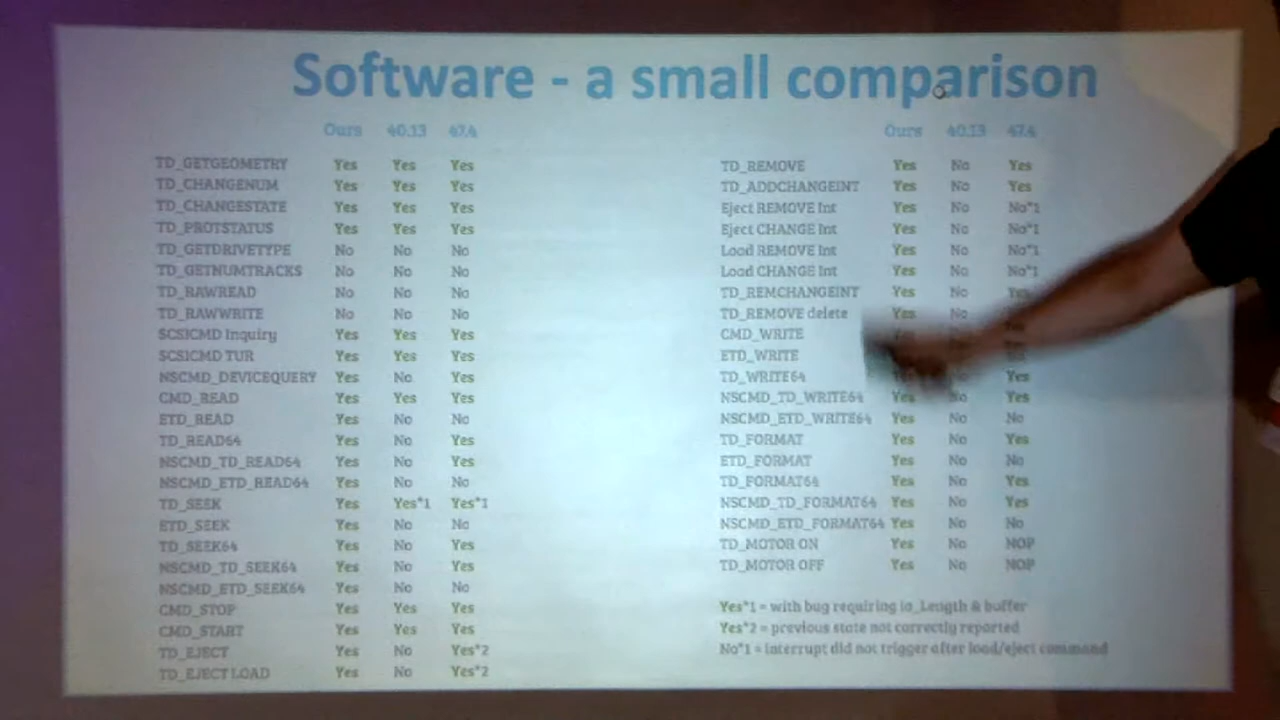 Software - a small comparison
Ours 40.13 47.4
TD_GETGEOMETRY Yes Yes Yes
TD_CHANGENUM Yes Yes Yes
TD_CHANGESTATE Yes Yes Yes
TD_PROTSTATUS Yes Yes Yes
TD_GETDRIVETYPE No No No
TD_GETNUMTRACKS No No No
TD_RAWREAD No No No
TD_RAWWRITE No No No
SCSICMD Inquiry Yes Yes Yes
SCSICMD TUR Yes Yes Yes
NSCMD_DEVICEQUERY Yes No Yes
CMD_READ Yes Yes Yes
ETD_READ Yes No No
TD_READ64 Yes No Yes
NSCMD_TD_READ64 Yes No Yes
NSCMD_ETD_READ64 Yes No No
TD_SEEK Yes Yes*1 Yes*1
ETD_SEEK Yes No No
TD_SEEK64 Yes No Yes
NSCMD_TD_SEEK64 Yes No Yes
NSCMD_ETD_SEEK64 Yes No No
CMD_STOP Yes Yes Yes
CMD_START Yes Yes Yes
TD_EJECT Yes No Yes*2
TD_EJECT LOAD Yes No Yes*2
Ours 40.13 47.4
TD_REMOVE Yes No Yes
TD_ADDCHANGEINT Yes No Yes
Eject REMOVE Int Yes No No*1
Eject CHANGE Int Yes No No*1
Load REMOVE Int Yes No No*1
Load CHANGE Int Yes No No*1
TD_REMCHANGEINT Yes No Yes
TD_REMOVE delete Yes No
CMD_WRITE
ETD_WRITE
TD_WRITE64 Yes
NSCMD_TD_WRITE64 Yes No Yes
NSCMD_ETD_WRITE64 Yes No No
TD_FORMAT Yes No Yes
ETD_FORMAT Yes No No
TD_FORMAT64 Yes No Yes
NSCMD_TD_FORMAT64 Yes No Yes
NSCMD_ETD_FORMAT64 Yes No No
TD_MOTOR ON Yes No NOP
TD_MOTOR OFF Yes No NOP
Yes*1 = with bug requiring io_Length & buffer
Yes*2 = previous state not correctly reported
No*1 = interrupt did not trigger after load/eject command